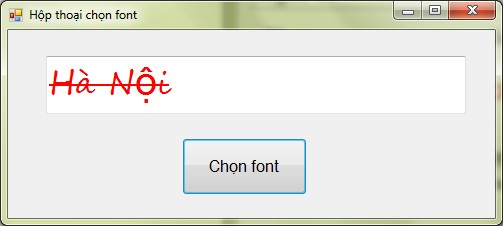 Hộp thoại chọn font
Hà Nội
Chọn font